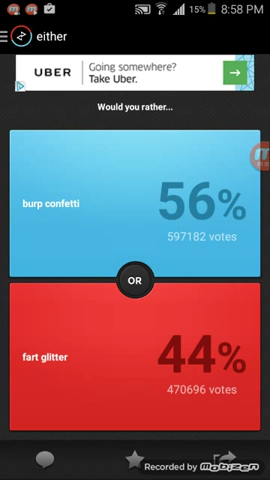 15% 8:58 PM
either
UBER
Going somewhere?
Take Uber.
Would you rather...
burp confetti
56%
597182 votes
OR
fart glitter
44%
470696 votes
Recorded by mobizen